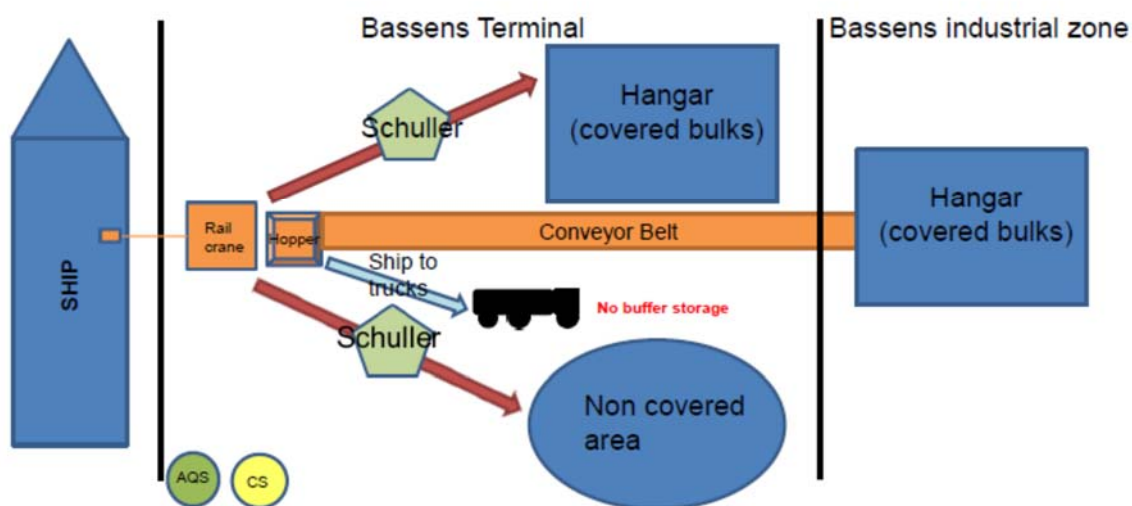 Bassens Terminal
Bassens industrial zone
Schuller
Hangar
(covered bulks)
Hangar
(covered bulks)
SHIP
Rail
crane
Hopper
Conveyor Belt
Ship to
trucks
No buffer storage
Schuller
Non covered
area
AQS
CS